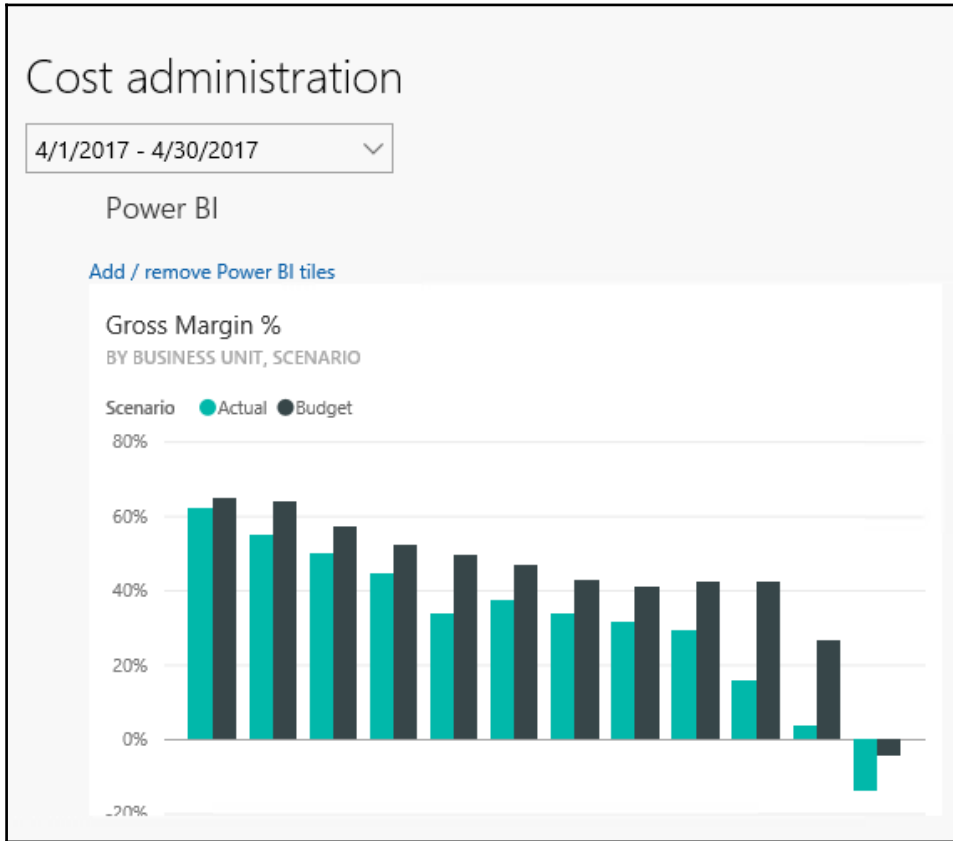 Cost administration
4/1/2017 - 4/30/2017
Power BI
Add / remove Power BI tiles
Gross Margin %
BY BUSINESS UNIT, SCENARIO
Scenario Actual Budget
80%
60%
40%
20%
0%
-20%